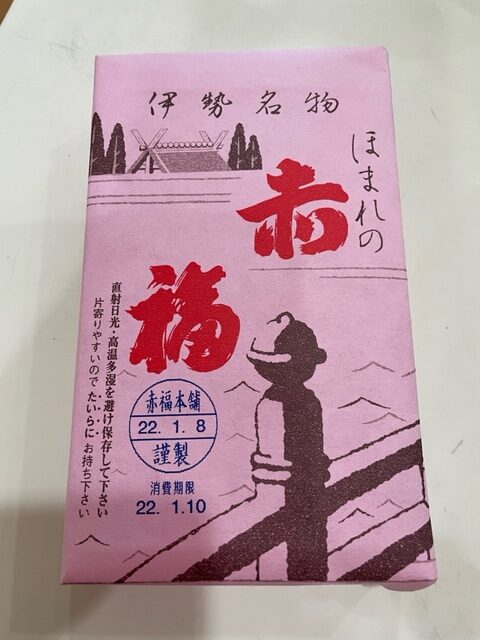 伊勢名物
ほまれの
赤
福
直射日光・高温多湿を避け保存して下さい
片寄りやすいので たいらに お持ち下さい
赤福本舗
22. 1. 8
謹製
消費期限
22. 1.10